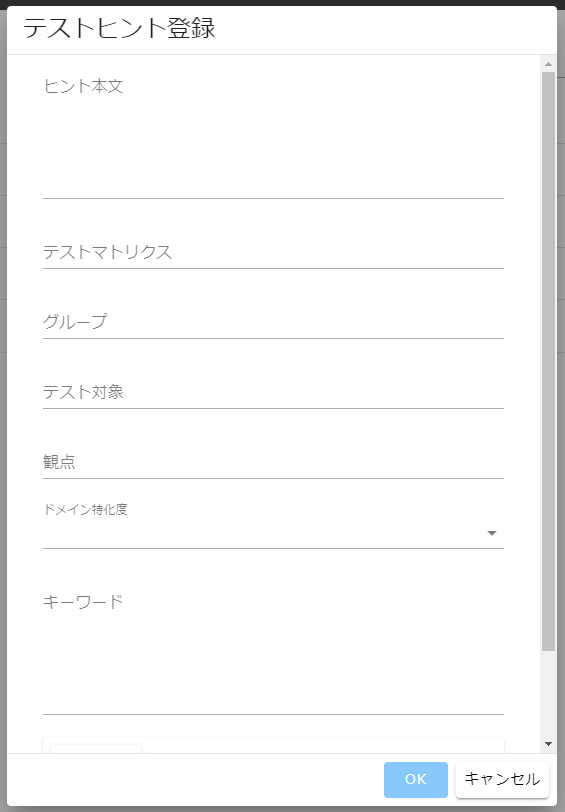 テストヒント登録
ヒント本文
テストマトリクス
グループ
テスト対象
観点
ドメイン特化度
キーワード
OK
キャンセル